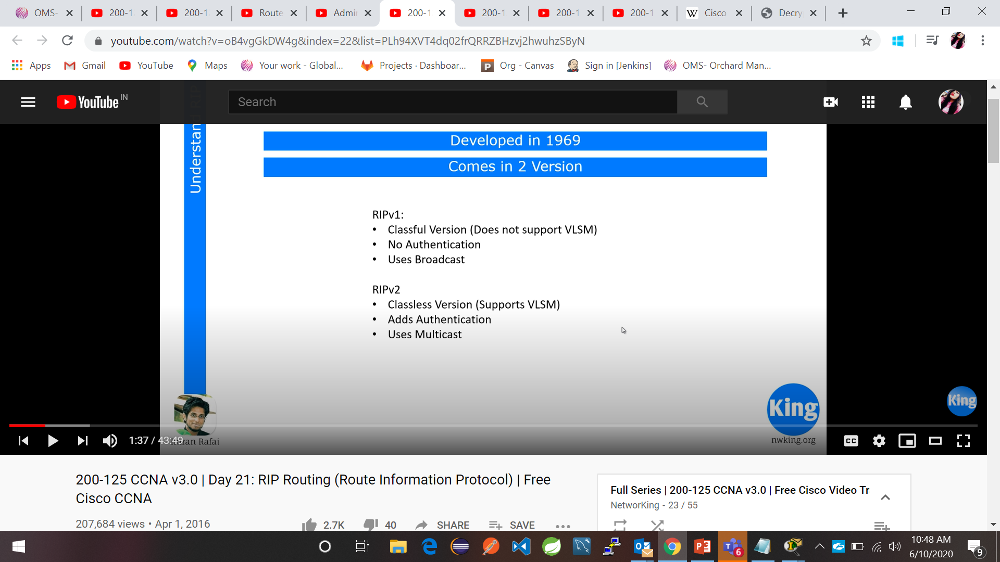 OMS-
200-1
200-1
Route
Admi
200-1
200-1
200-1
200-1
Cisco
Decry
youtube.com/watch?v=oB4vgGkDW4g&index=22&list=PLh94XVT4dq02frQRRZBHzvj2hwuhzSByN
Apps
Gmail
YouTube
Maps
Your work - Global...
Projects · Dashboar...
Org - Canvas
Sign in [Jenkins]
OMS- Orchard Man...
YouTube IN
Search
Understand
Developed in 1969
Comes in 2 Version
RIPv1:
• Classful Version (Does not support VLSM)
• No Authentication
• Uses Broadcast
RIPv2
• Classless Version (Supports VLSM)
• Adds Authentication
• Uses Multicast
King
King
1:37 / 43:49
Imran Rafai
nwking.org
CC
200-125 CCNA v3.0 | Day 21: RIP Routing (Route Information Protocol) | Free
Cisco CCNA
207,684 views • Apr 1, 2016
2.7K
40
SHARE
SAVE
Full Series | 200-125 CCNA v3.0 | Free Cisco Video Tr
NetworKing - 23 / 55
6
10:48 AM
6/10/2020
9